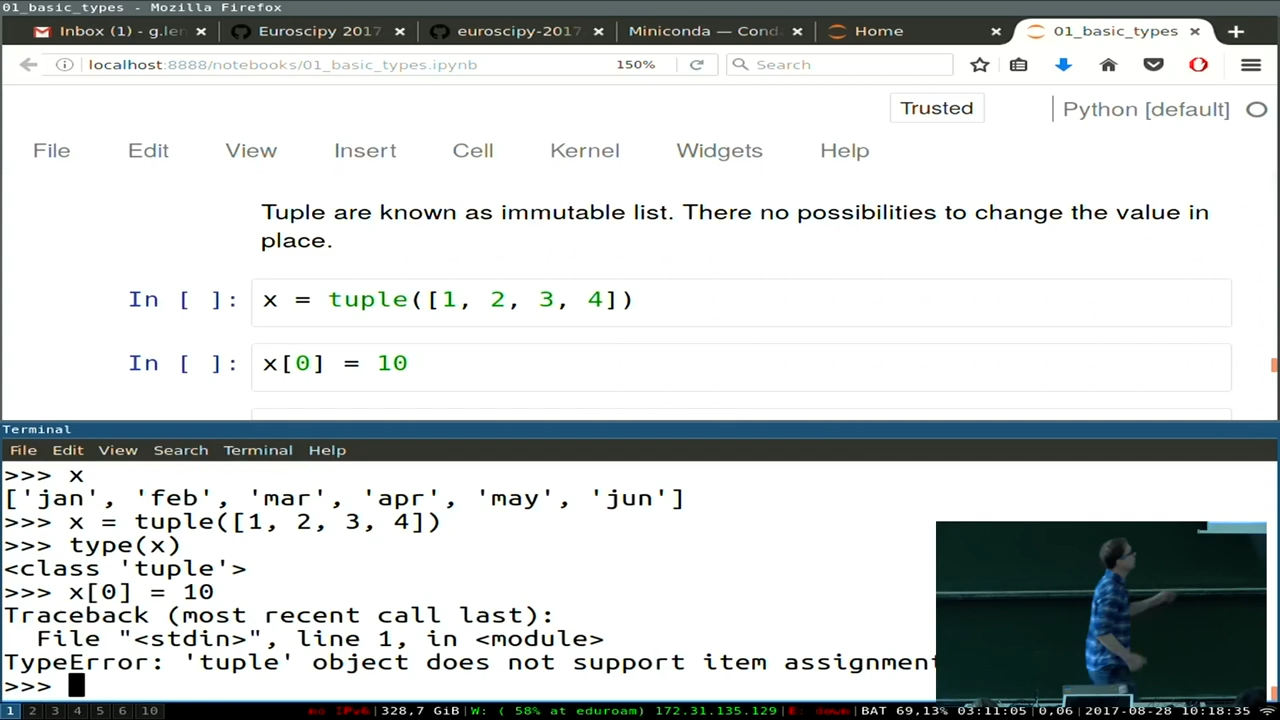 01_basic_types - Mozilla Firefox
Inbox (1) - g.len
Euroscipy 2017
euroscipy-2017
Miniconda — Cond
Home
01_basic_types
localhost:8888/notebooks/01_basic_types.ipynb
150%
Search
Trusted
Python [default]
File Edit View Insert Cell Kernel Widgets Help
Tuple are known as immutable list. There no possibilities to change the value in
place.
In [ ]: x = tuple([1, 2, 3, 4])
In [ ]: x[0] = 10
Terminal
File Edit View Search Terminal Help
>>> x
['jan', 'feb', 'mar', 'apr', 'may', 'jun']
>>> x = tuple([1, 2, 3, 4])
>>> type(x)
<class 'tuple'>
>>> x[0] = 10
Traceback (most recent call last):
  File "<stdin>", line 1, in <module>
TypeError: 'tuple' object does not support item assignment
>>>
1 2 3 4 5 6 10 no IPv6|328,7 GiB|W: ( 58% at eduroam) 172.31.135.129|E: down|BAT 69,13% 03:11:05|0,06|2017-08-28 10:18:35